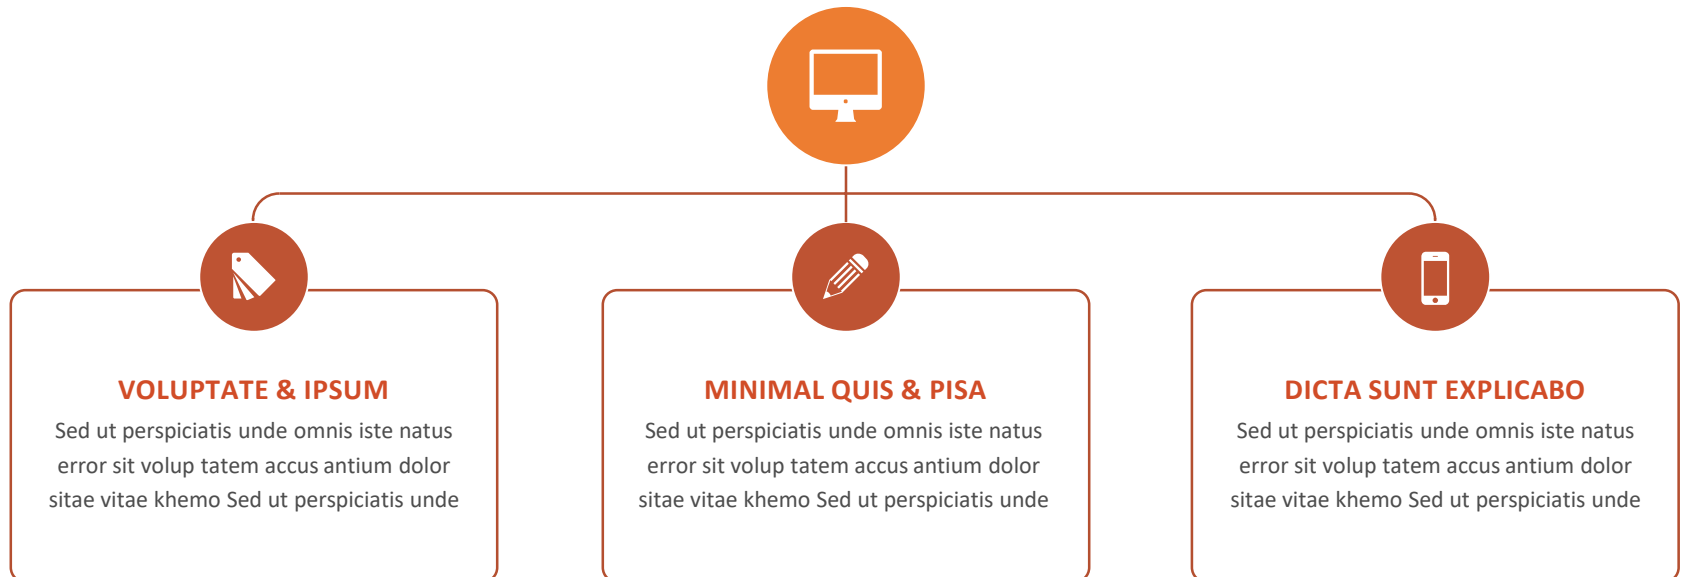 VOLUPTATE & IPSUM
Sed ut perspiciatis unde omnis iste natus
error sit volup tatem accus antium dolor
sitae vitae khemo Sed ut perspiciatis unde
MINIMAL QUIS & PISA
Sed ut perspiciatis unde omnis iste natus
error sit volup tatem accus antium dolor
sitae vitae khemo Sed ut perspiciatis unde
DICTA SUNT EXPLICABO
Sed ut perspiciatis unde omnis iste natus
error sit volup tatem accus antium dolor
sitae vitae khemo Sed ut perspiciatis unde